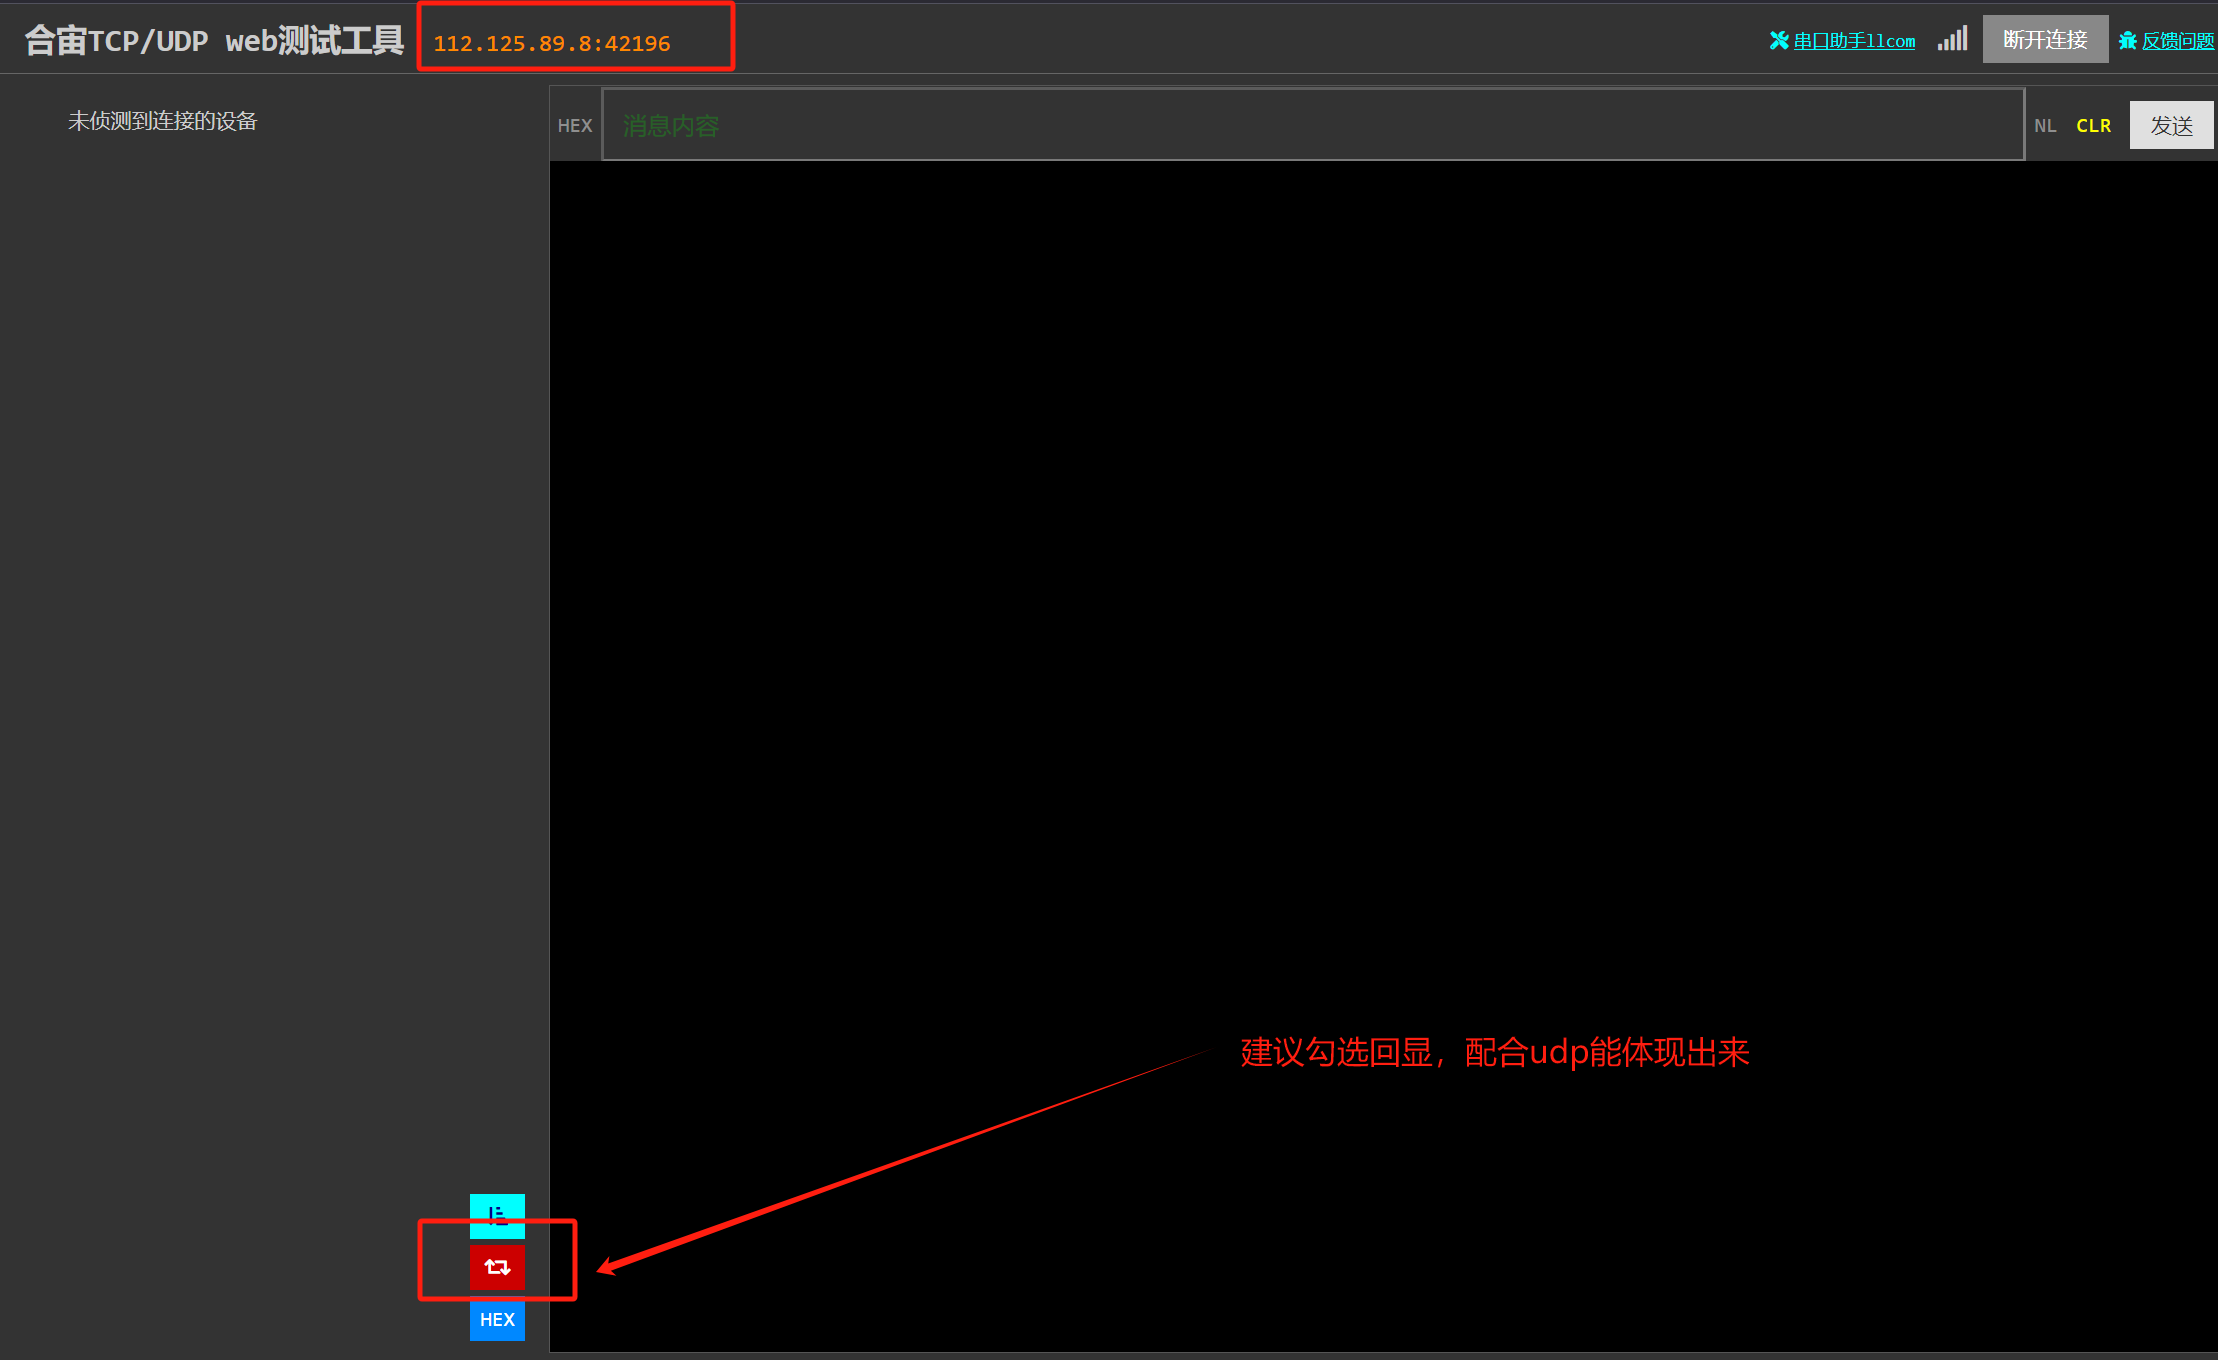 合宙TCP/UDP web测试工具 112.125.89.8:42196 串口助手llcom 断开连接 反馈问题
未侦测到连接的设备
HEX 消息内容 NL CLR 发送
建议勾选回显，配合udp能体现出来
HEX